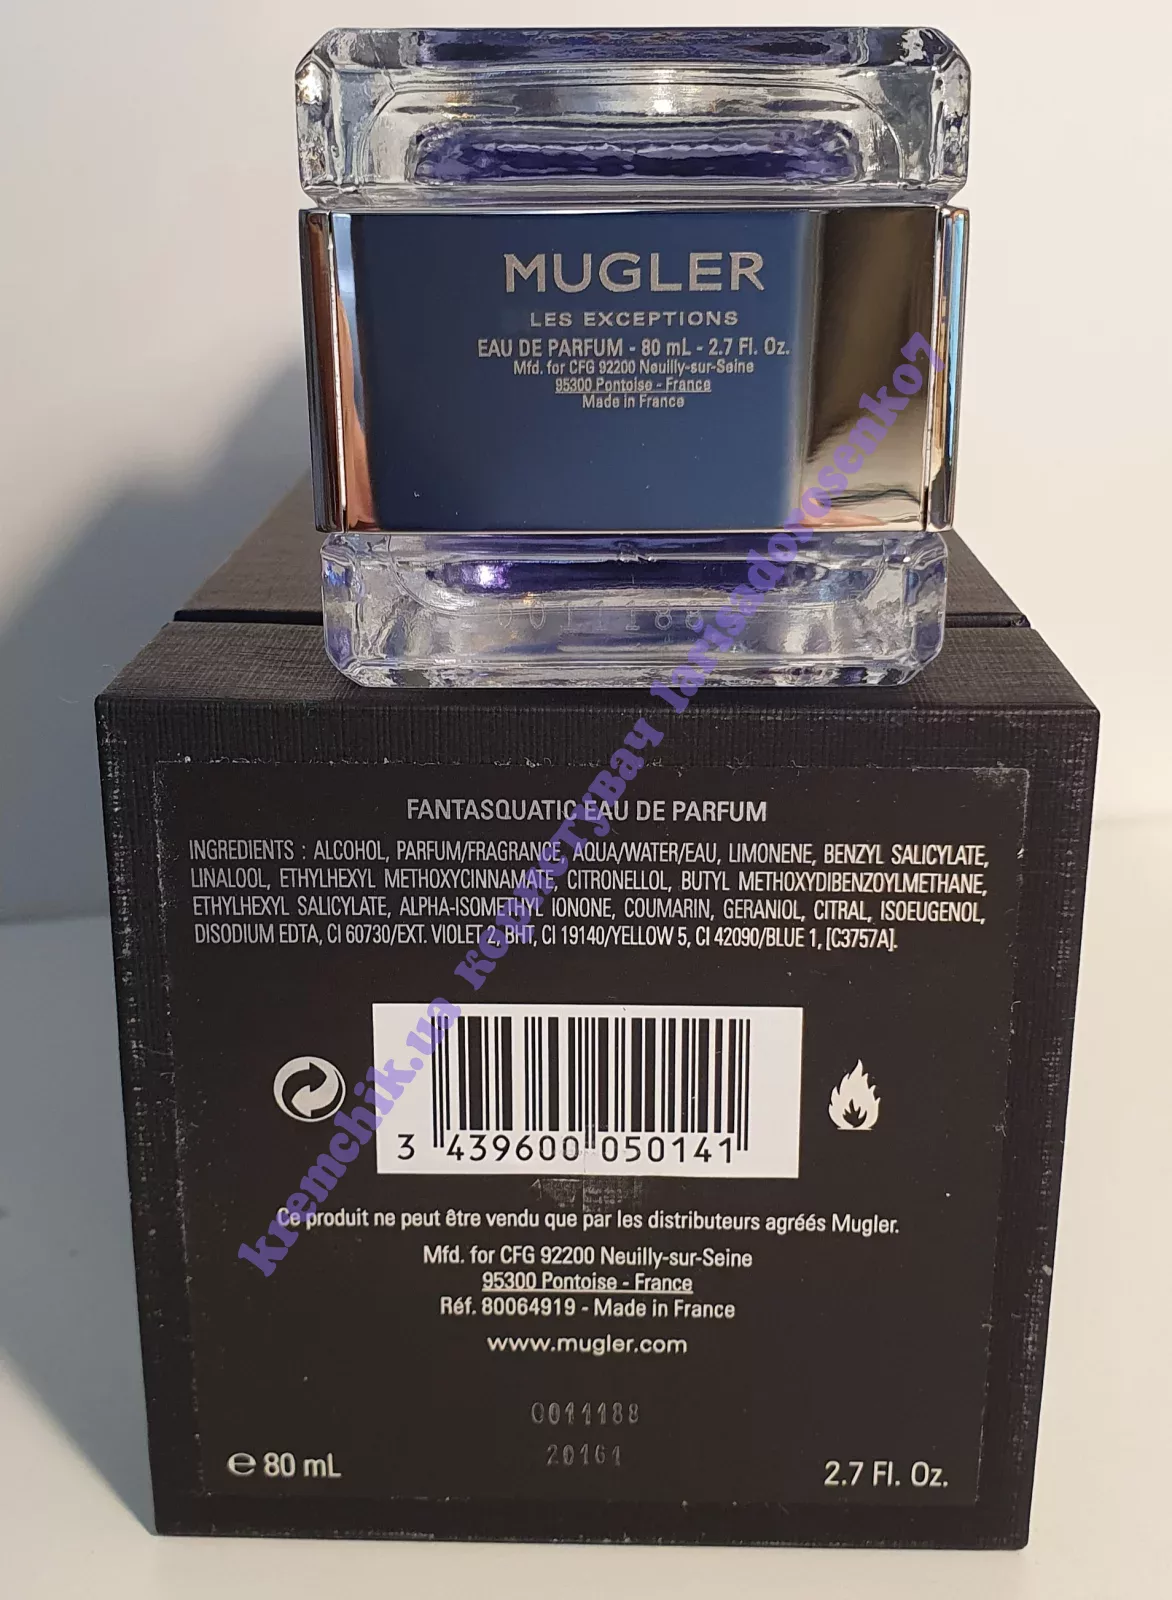 MUGLER
LES EXCEPTIONS
EAU DE PARFUM - 80 mL - 2.7 Fl. Oz.
Mfd. for CFG 92200 Neuilly-sur-Seine
95300 Pontoise - France
Made in France
0011188
FANTASQUATIC EAU DE PARFUM
INGREDIENTS : ALCOHOL, PARFUM/FRAGRANCE, AQUA/WATER/EAU, LIMONENE, BENZYL SALICYLATE,
LINALOOL, ETHYLHEXYL METHOXYCINNAMATE, CITRONELLOL, BUTYL METHOXYDIBENZOYLMETHANE,
ETHYLHEXYL SALICYLATE, ALPHA-ISOMETHYL IONONE, COUMARIN, GERANIOL, CITRAL, ISOEUGENOL,
DISODIUM EDTA, CI 60730/EXT. VIOLET 2, BHT, CI 19140/YELLOW 5, CI 42090/BLUE 1, [C3757A].
3 439600 050141
Ce produit ne peut être vendu que par les distributeurs agréés Mugler.
Mfd. for CFG 92200 Neuilly-sur-Seine
95300 Pontoise - France
Réf. 80064919 - Made in France
www.mugler.com
0011188
20161
℮ 80 mL
2.7 Fl. Oz.
kremchik.ua користувач larisadorosenko7